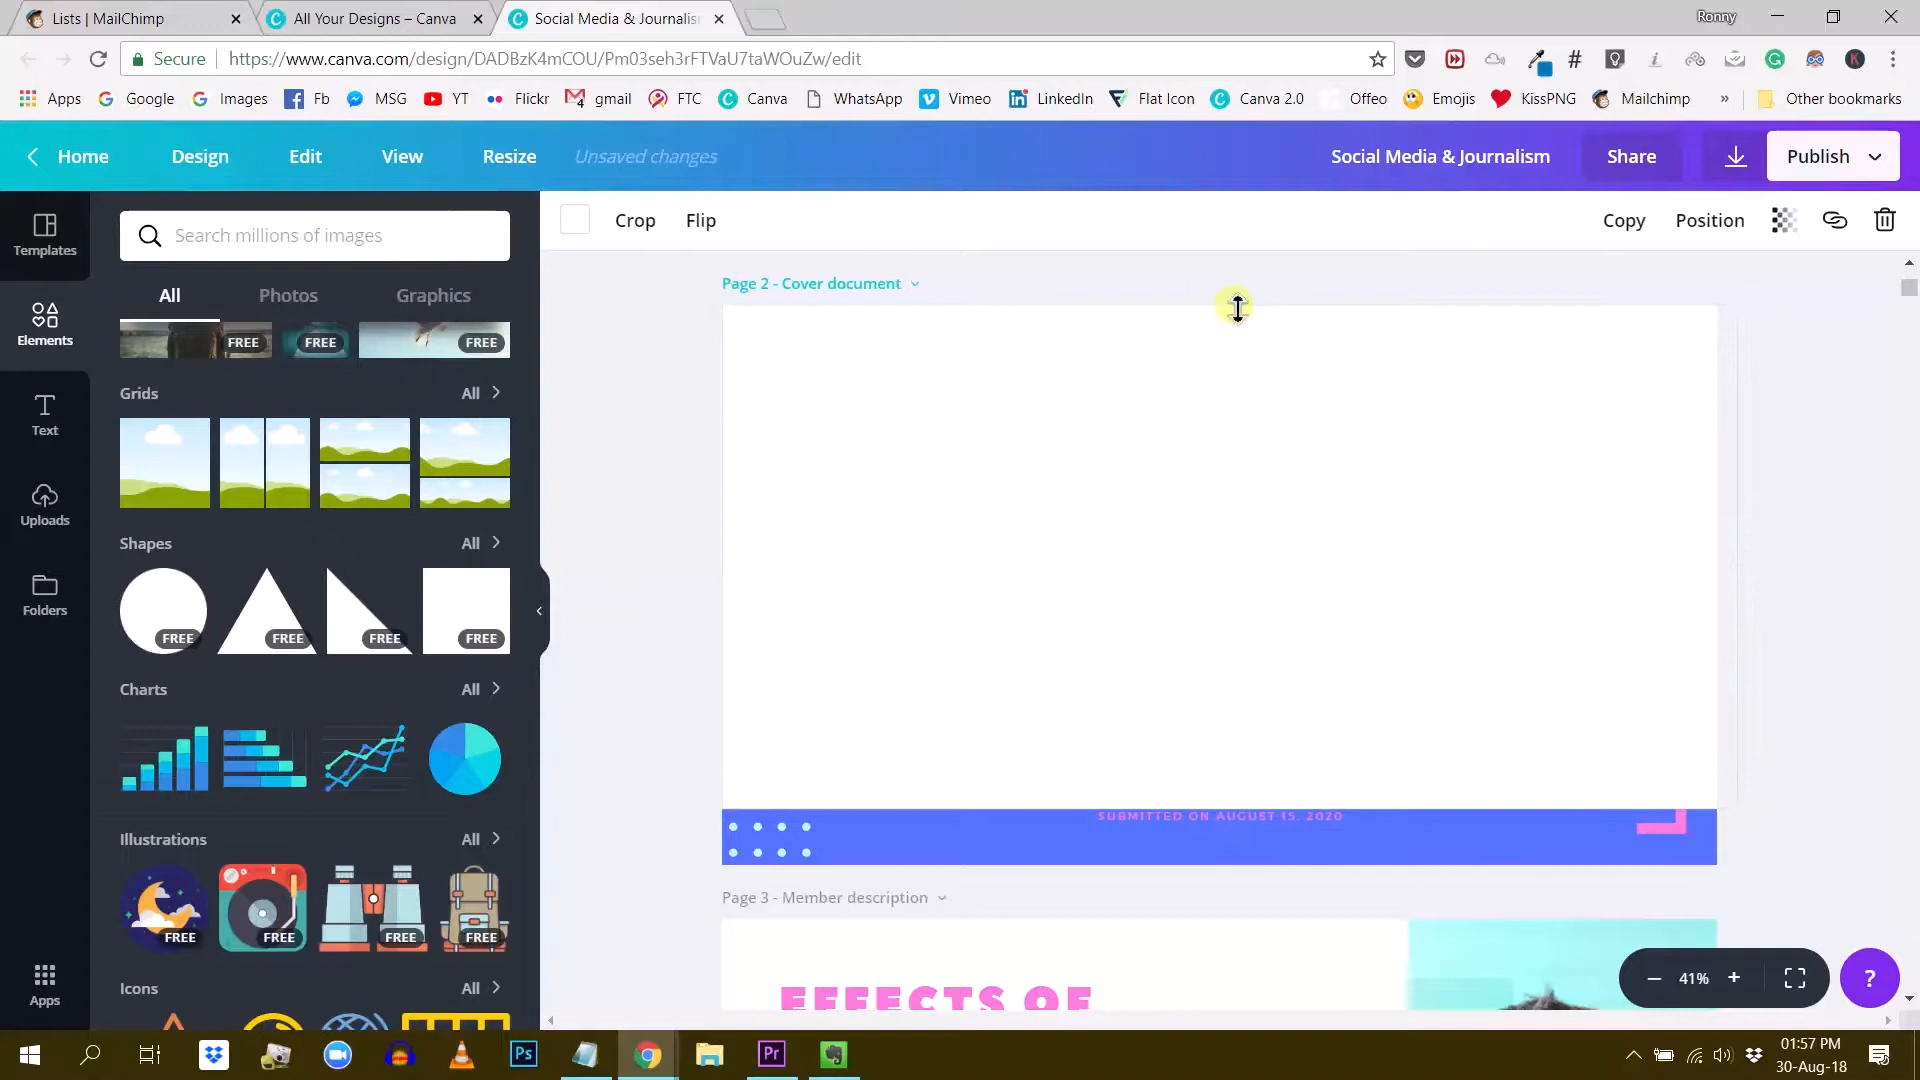 Lists | MailChimp
All Your Designs – Canva
Social Media & Journalis
Ronny
Secure
https://www.canva.com/design/DADBzK4mCOU/Pm03seh3rFTVaU7taWOuZw/edit
Apps
Google
Images
Fb
MSG
YT
Flickr
gmail
FTC
Canva
WhatsApp
Vimeo
LinkedIn
Flat Icon
Canva 2.0
Offeo
Emojis
KissPNG
Mailchimp
»
Other bookmarks
Home
Design
Edit
View
Resize
Unsaved changes
Social Media & Journalism
Share
Publish
Templates
Elements
Text
Uploads
Folders
Apps
Search millions of images
All
Photos
Graphics
FREE
FREE
FREE
Grids
All
Shapes
All
FREE
FREE
FREE
FREE
Charts
All
Illustrations
All
FREE
FREE
FREE
FREE
Icons
All
Crop
Flip
Copy
Position
Page 2 - Cover document
SUBMITTED ON AUGUST 15, 2020
Page 3 - Member description
EFFECTS OF
41%
?
Ps
Pr
01:57 PM
30-Aug-18